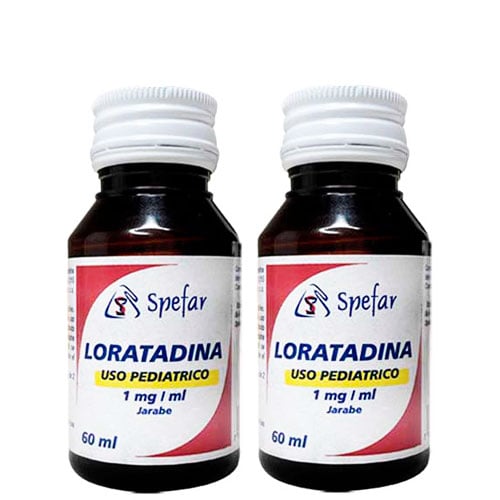 Spefar
LORATADINA
USO PEDIATRICO
1 mg / ml
Jarabe
60 ml
Spefar
LORATADINA
USO PEDIATRICO
1 mg / ml
Jarabe
60 ml